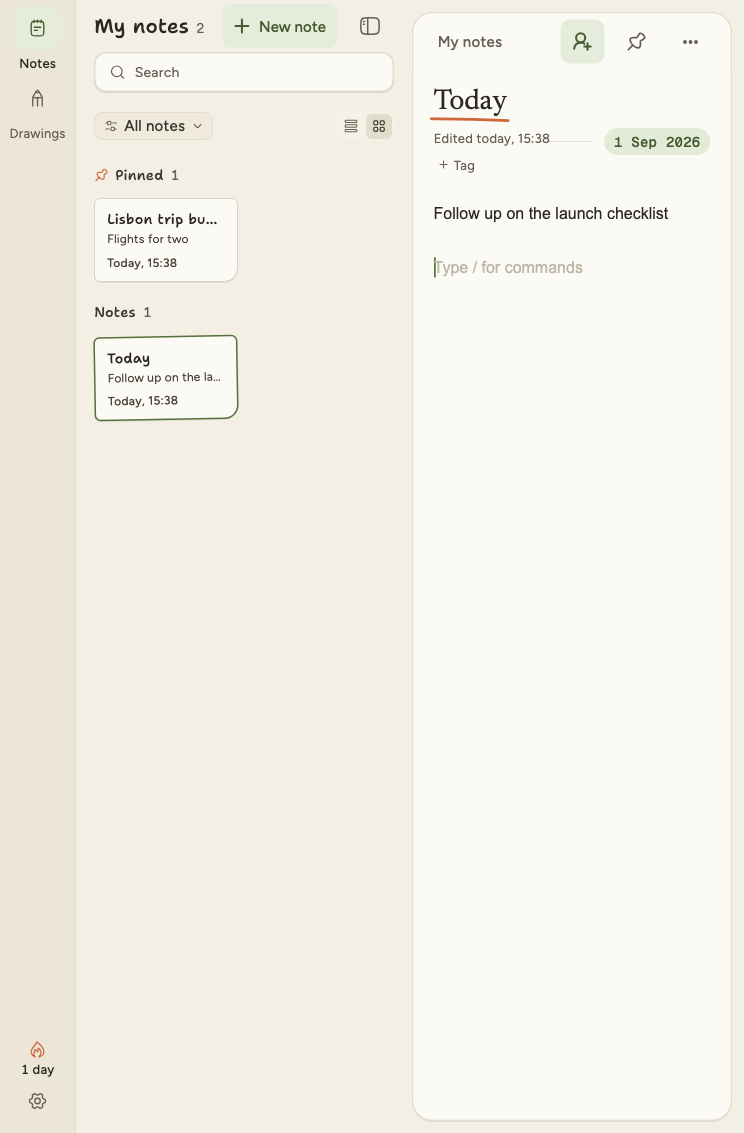 Notes
Drawings
1 day
My notes 2
New note
Search
All notes
Pinned 1
Lisbon trip bu...
Flights for two
Today, 15:38
Notes 1
Today
Follow up on the la...
Today, 15:38
My notes
Today
Edited today, 15:38
1 Sep 2026
+ Tag
Follow up on the launch checklist
Type / for commands